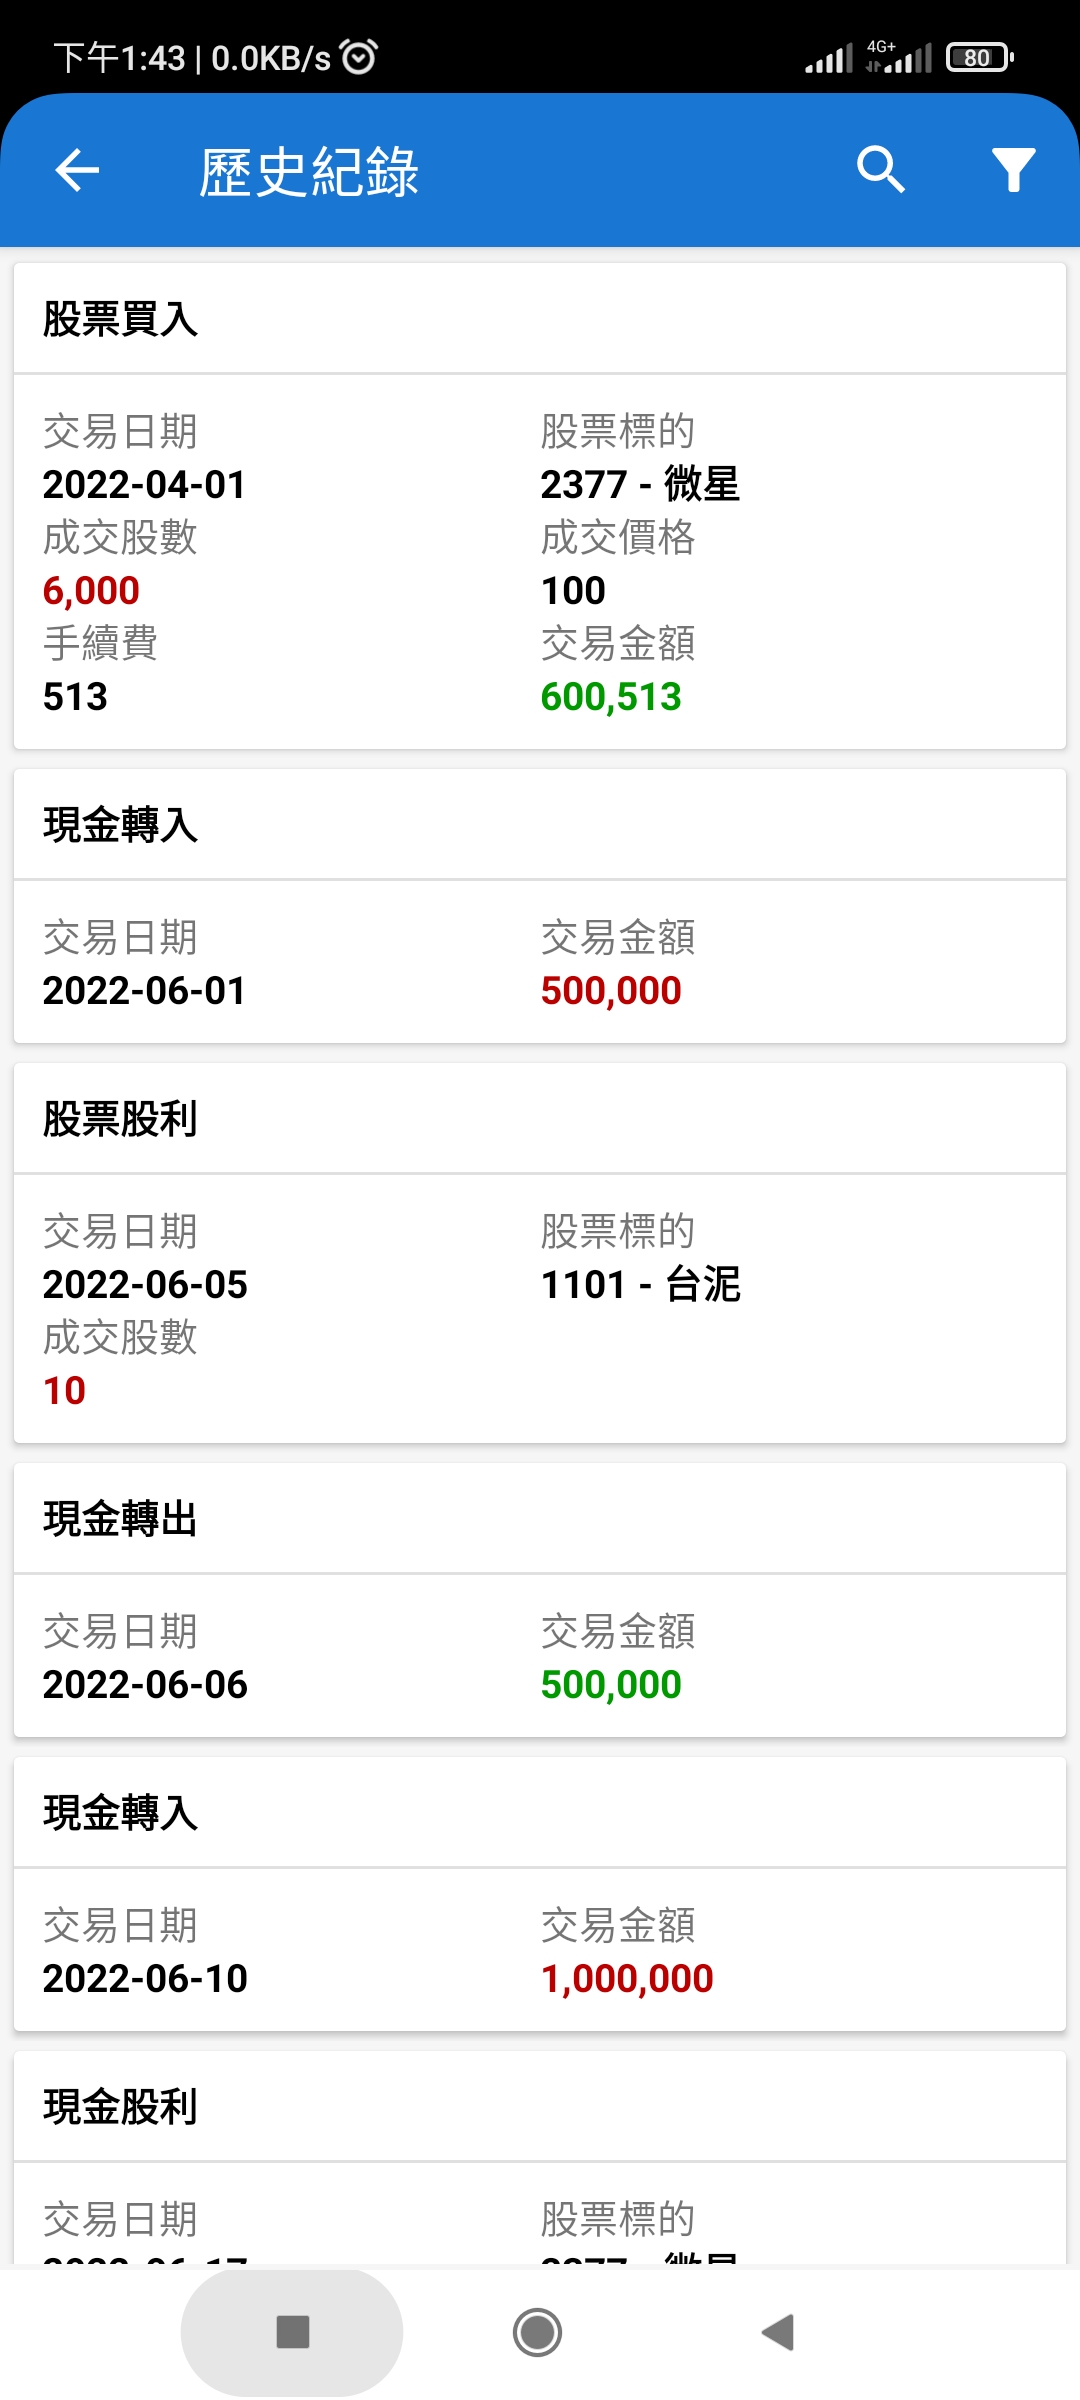 下午1:43 | 0.0KB/s 4G+ 80
歷史紀錄
股票買入
交易日期 股票標的
2022-04-01 2377 - 微星
成交股數 成交價格
6,000 100
手續費 交易金額
513 600,513
現金轉入
交易日期 交易金額
2022-06-01 500,000
股票股利
交易日期 股票標的
2022-06-05 1101 - 台泥
成交股數
10
現金轉出
交易日期 交易金額
2022-06-06 500,000
現金轉入
交易日期 交易金額
2022-06-10 1,000,000
現金股利
交易日期 股票標的
2022-06-17 2377 - 微星